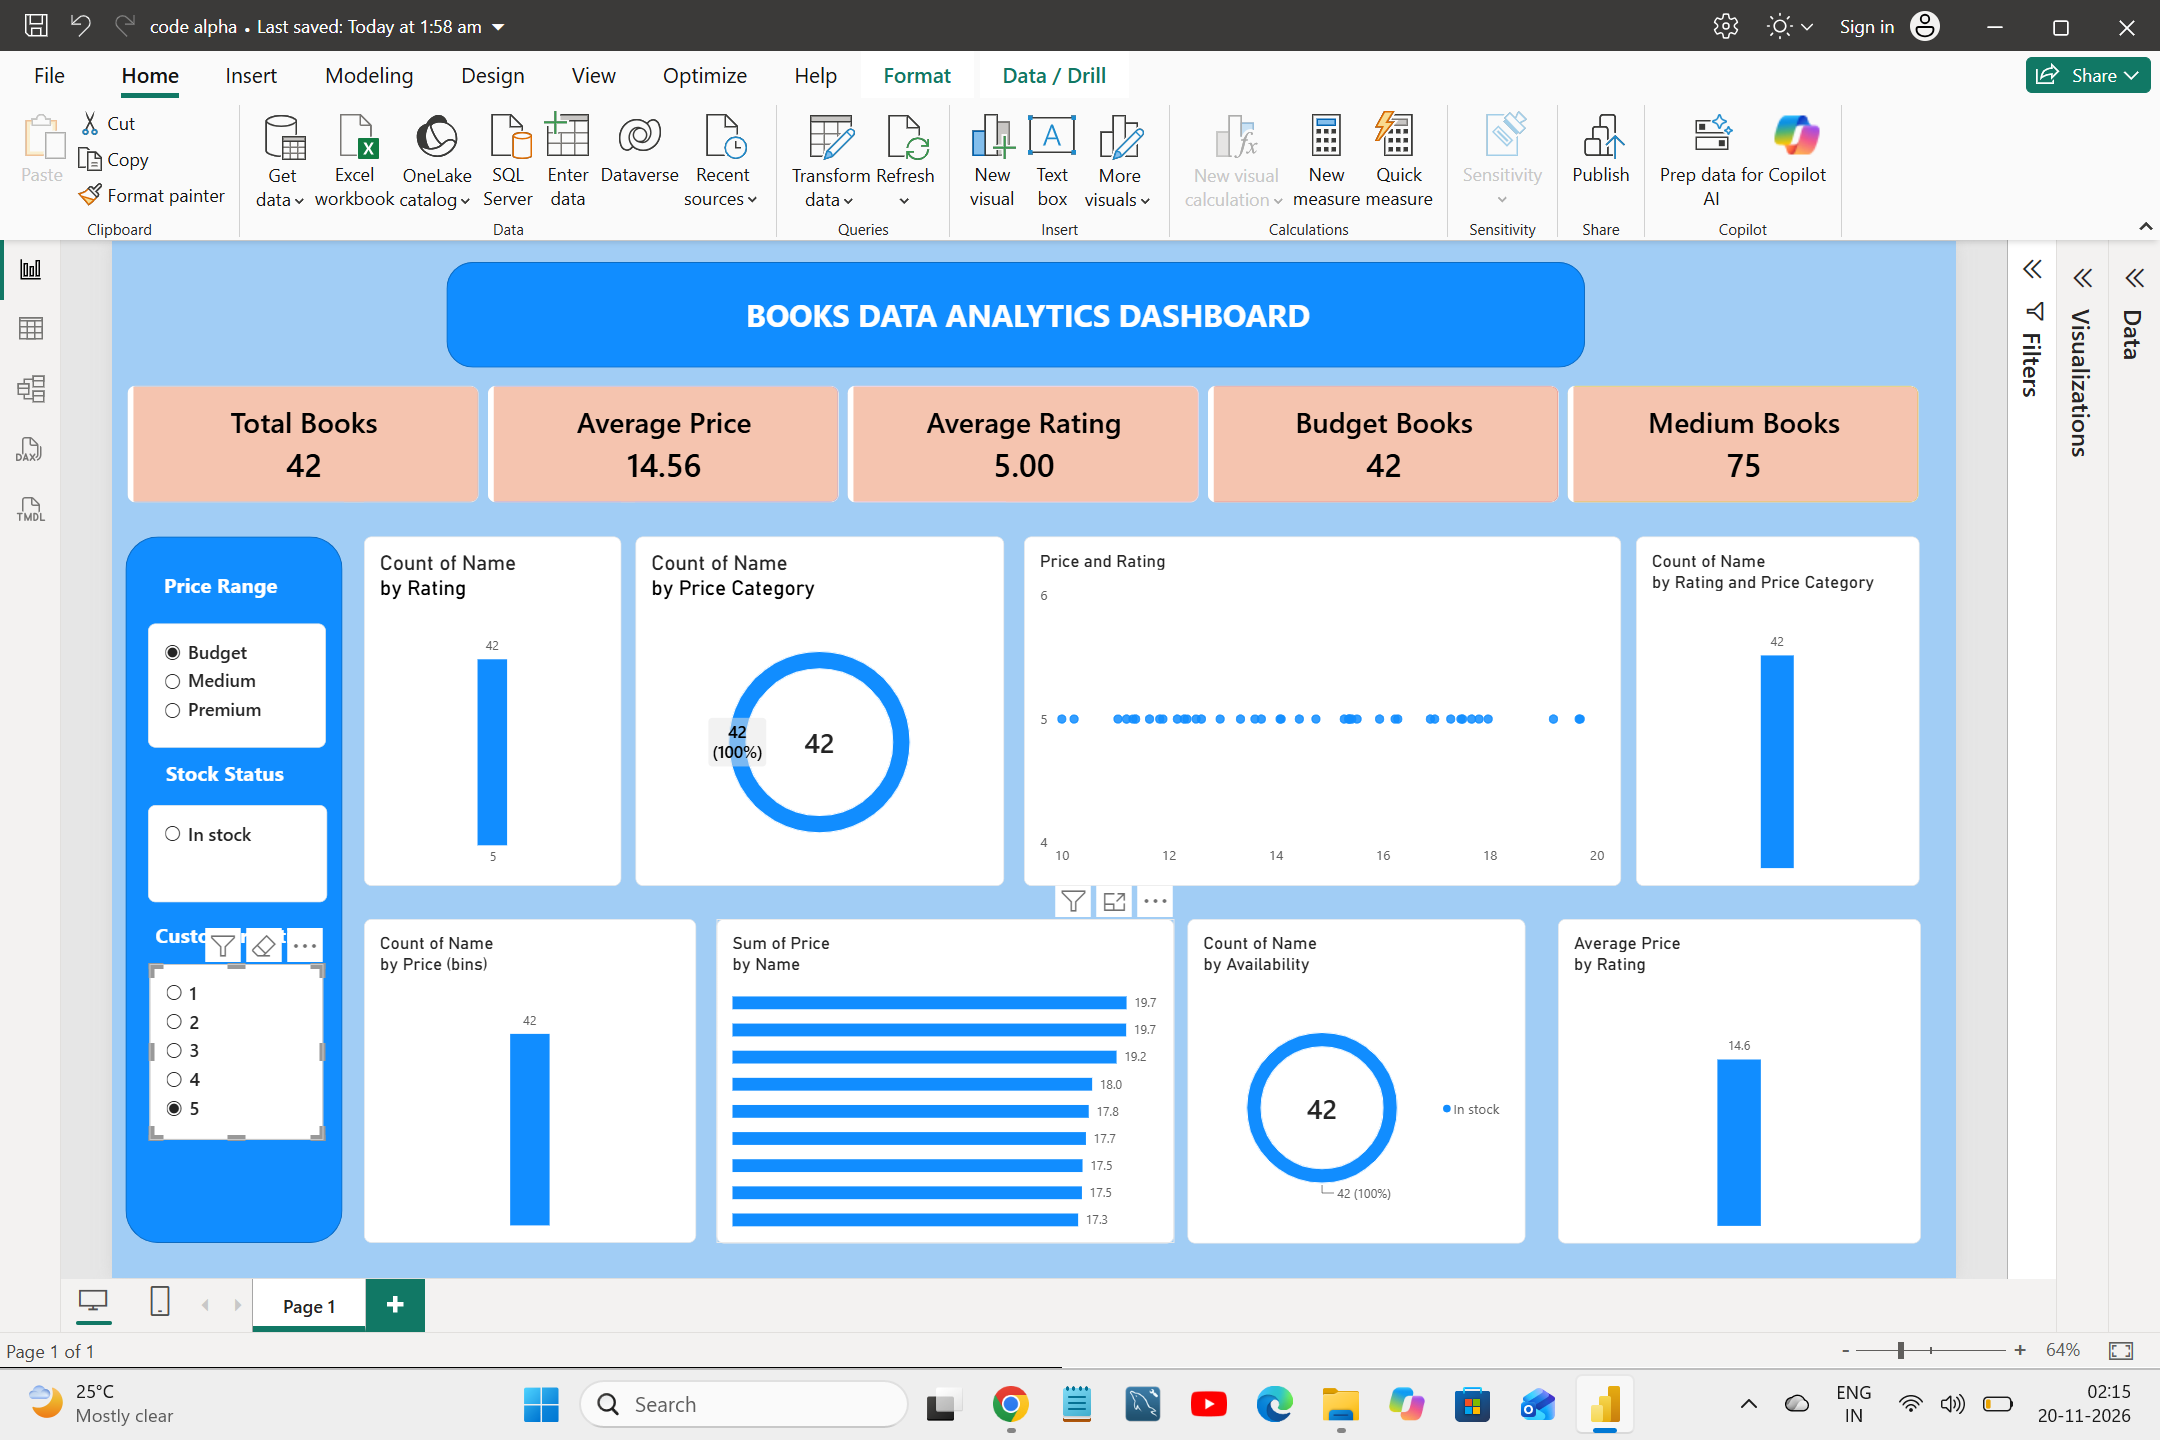 code alpha • Last saved: Today at 1:58 am
Sign in
File Home Insert Modeling Design View Optimize Help Format Data / Drill
Share
Paste
Cut
Copy
Format painter
Clipboard
Get data
Excel workbook
OneLake catalog
SQL Server
Enter data
Dataverse
Recent sources
Data
Transform data
Refresh
Queries
New visual
Text box
More visuals
Insert
New visual calculation
New measure
Quick measure
Calculations
Sensitivity
Sensitivity
Publish
Share
Prep data for AI
Copilot
Copilot
DAX
TMDL
BOOKS DATA ANALYTICS DASHBOARD
Total Books
42
Average Price
14.56
Average Rating
5.00
Budget Books
42
Medium Books
75
Price Range
Budget
Medium
Premium
Stock Status
In stock
1
2
3
4
5
Count of Name
by Rating
42
5
Count of Name
by Price Category
42
(100%)
42
Price and Rating
6
5
4
10 12 14 16 18 20
Count of Name
by Rating and Price Category
42
Count of Name
by Price (bins)
42
Sum of Price
by Name
19.7
19.7
19.2
18.0
17.8
17.7
17.5
17.5
17.3
Count of Name
by Availability
42
In stock
42 (100%)
Average Price
by Rating
14.6
Filters
Visualizations
Data
Page 1
Page 1 of 1
- + 64%
25°C
Mostly clear
Search
ENG
IN
02:15
20-11-2026